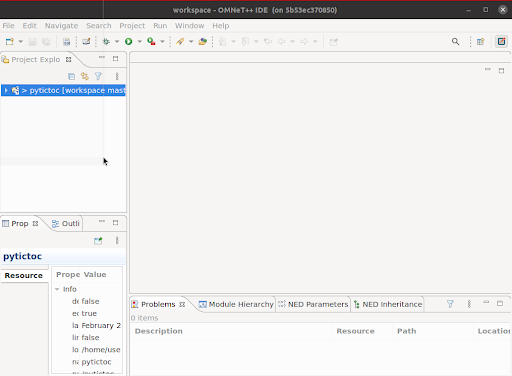 workspace - OMNeT++ IDE (on 5b53ec370850)
File Edit Navigate Search Project Run Window Help
Project Explo
> pytictoc [workspace mast
Prop Outli
pytictoc
Resource
Prope Value
Info
de false
ec true
la February 2
lin false
lo /home/use
na pytictoc
Problems Module Hierarchy NED Parameters NED Inheritance
0 items
Description Resource Path Location